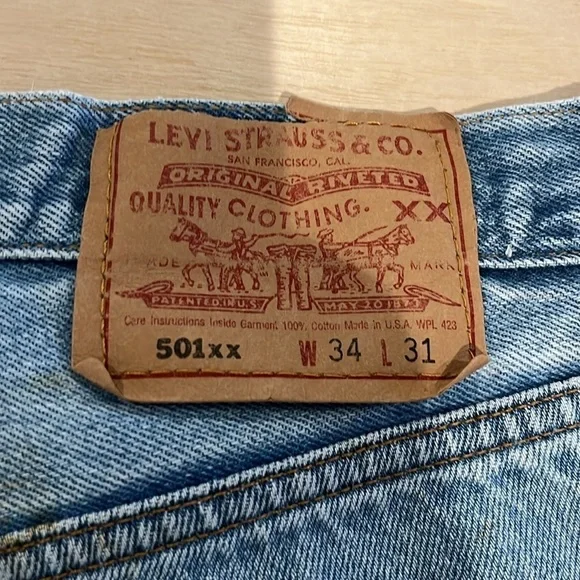 LEVI STRAUSS & CO.
SAN FRANCISCO, CAL.
ORIGINAL RIVETED
QUALITY CLOTHING. XX
TRADE MARK
PATENTED IN U.S. MAY 20 1873
Care Instructions Inside Garment 100% Cotton Made in U.S.A. WPL 423
501xx W 34 L 31